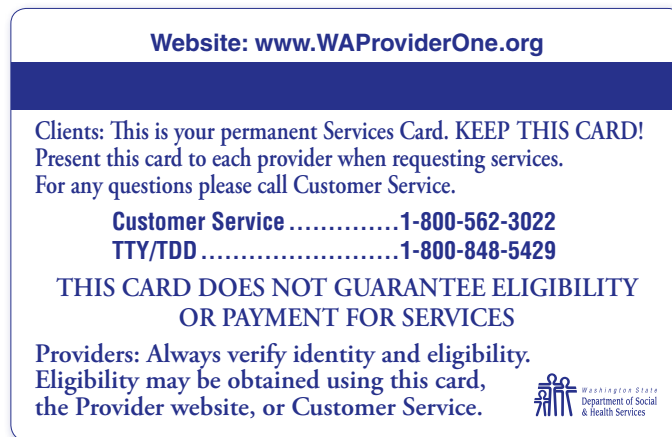 Website: www.WAProviderOne.org
Clients: This is your permanent Services Card. KEEP THIS CARD!
Present this card to each provider when requesting services.
For any questions please call Customer Service.
Customer Service ..............1-800-562-3022
TTY/TDD .........................1-800-848-5429
THIS CARD DOES NOT GUARANTEE ELIGIBILITY
OR PAYMENT FOR SERVICES
Providers: Always verify identity and eligibility.
Eligibility may be obtained using this card,
the Provider website, or Customer Service.
Washington State
Department of Social
& Health Services